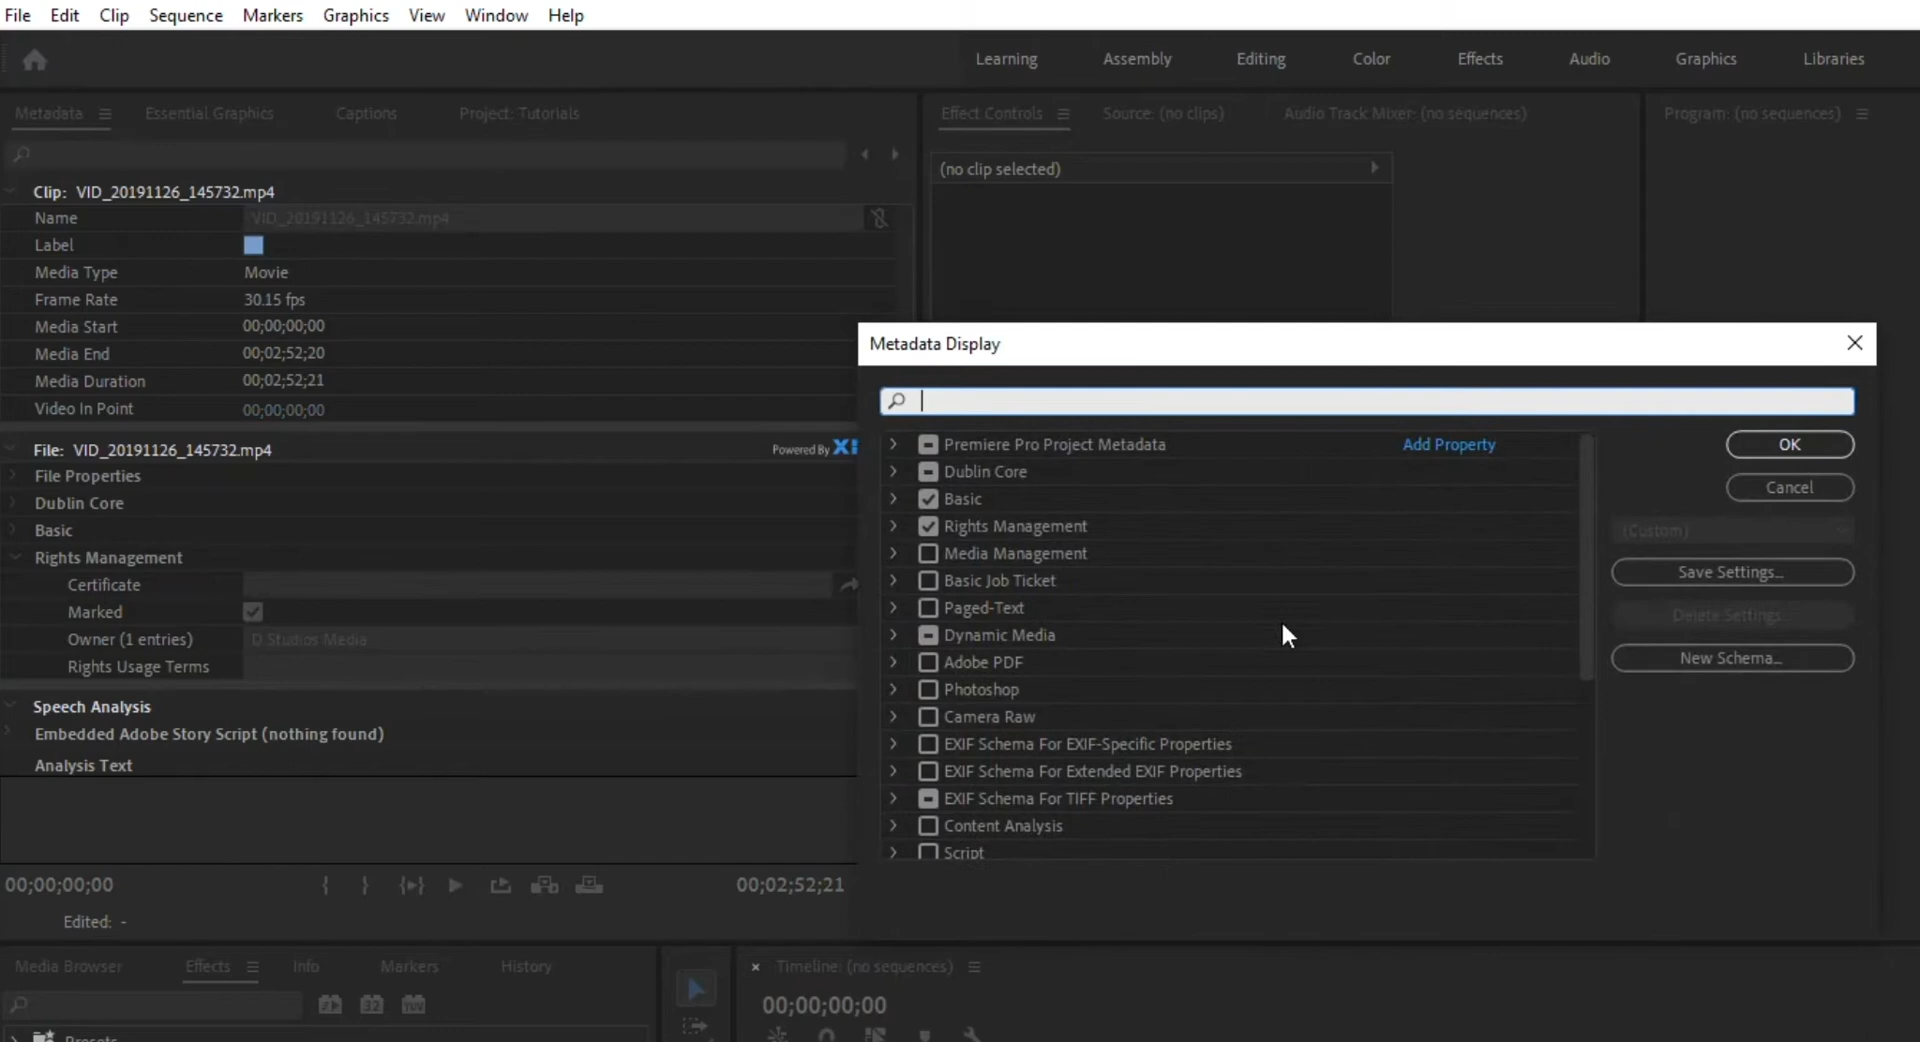 File Edit Clip Sequence Markers Graphics View Window Help
Learning Assembly Editing Color Effects Audio Graphics Libraries
Metadata Essential Graphics Captions Project: Tutorials Effect Controls Source: (no clips) Audio Track Mixer: (no sequences) Program: (no sequences)
Clip: VID_20191126_145732.mp4
(no clip selected)
Name VID_20191126_145732.mp4
Label
Media Type Movie
Frame Rate 30.15 fps
Media Start 00;00;00;00
Media End 00;02;52;20
Media Duration 00;02;52;21
Video In Point 00;00;00;00
File: VID_20191126_145732.mp4 Powered By
File Properties
Dublin Core
Basic
Rights Management
Certificate
Marked
Owner (1 entries) D Studios Media
Rights Usage Terms
Speech Analysis
Embedded Adobe Story Script (nothing found)
Analysis Text
00;00;00;00 00;02;52;21
Edited: -
Metadata Display
Premiere Pro Project Metadata Add Property
Dublin Core
Basic
Rights Management
Media Management
Basic Job Ticket
Paged-Text
Dynamic Media
Adobe PDF
Photoshop
Camera Raw
EXIF Schema For EXIF-Specific Properties
EXIF Schema For Extended EXIF Properties
EXIF Schema For TIFF Properties
Content Analysis
Script
OK
Cancel
(Custom)
Save Settings...
Delete Settings...
New Schema...
Media Browser Effects Info Markers History
Timeline: (no sequences)
00;00;00;00
Presets